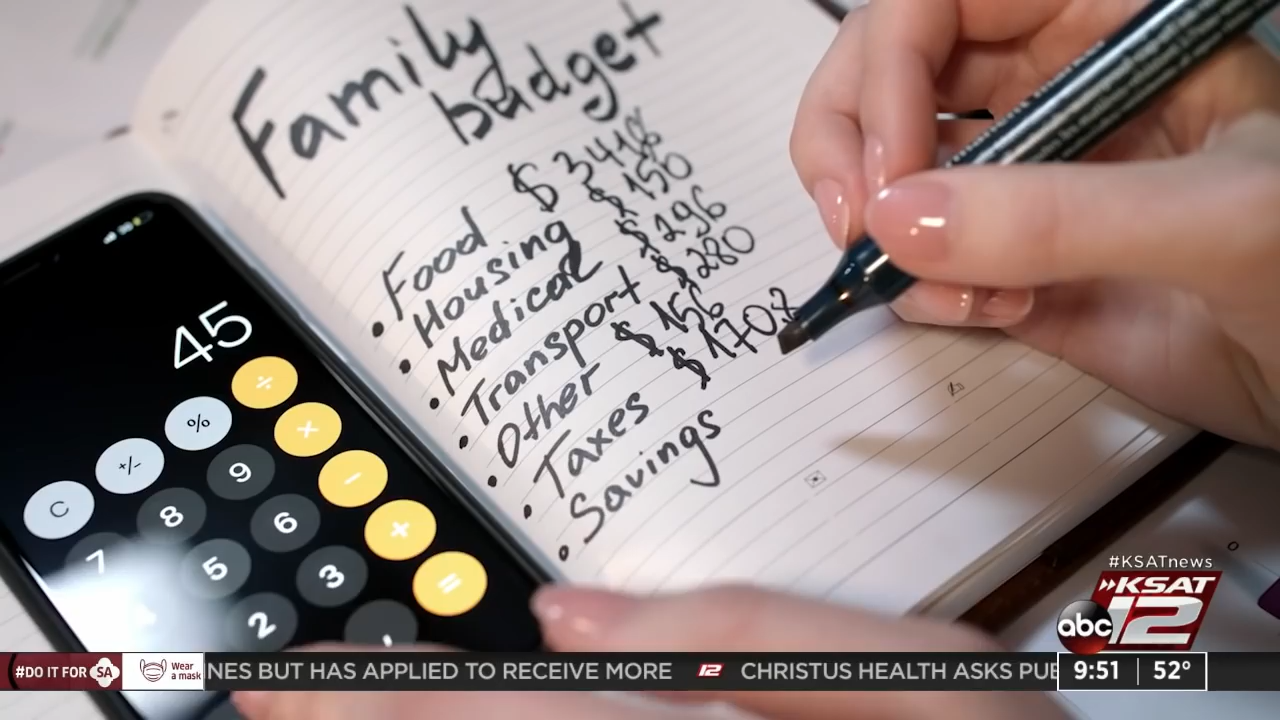 Family
budget
• Food $ 3418
• Housing $ 150
• Medical $ 296
• Transport $ 280
• Other $ 156
• Taxes $ 1708
• Savings
45
÷
% ×
+/- 9 −
C 8 6 +
7 5 3 =
2
#KSATnews
KSAT
abc 12
#DO IT FOR SA
Wear
a mask
NES BUT HAS APPLIED TO RECEIVE MORE 12 CHRISTUS HEALTH ASKS PUB
9:51 52°